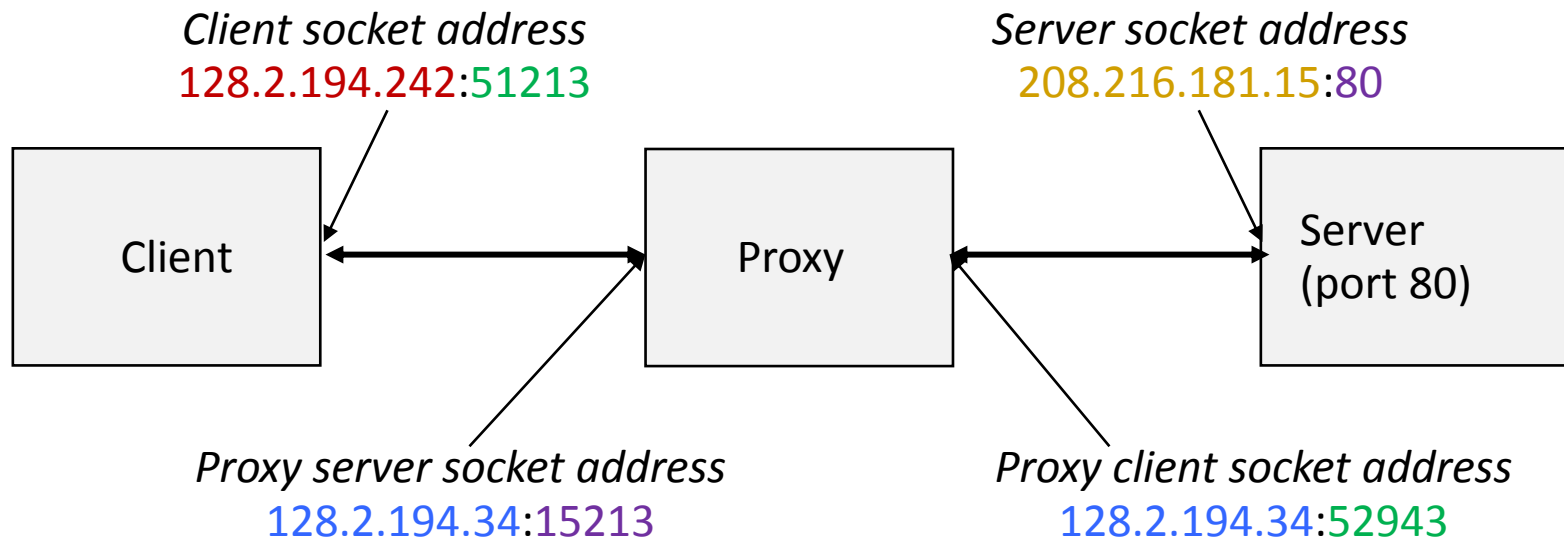 Client socket address
128.2.194.242:51213
Server socket address
208.216.181.15:80
Client
Proxy
Server
(port 80)
Proxy server socket address
128.2.194.34:15213
Proxy client socket address
128.2.194.34:52943